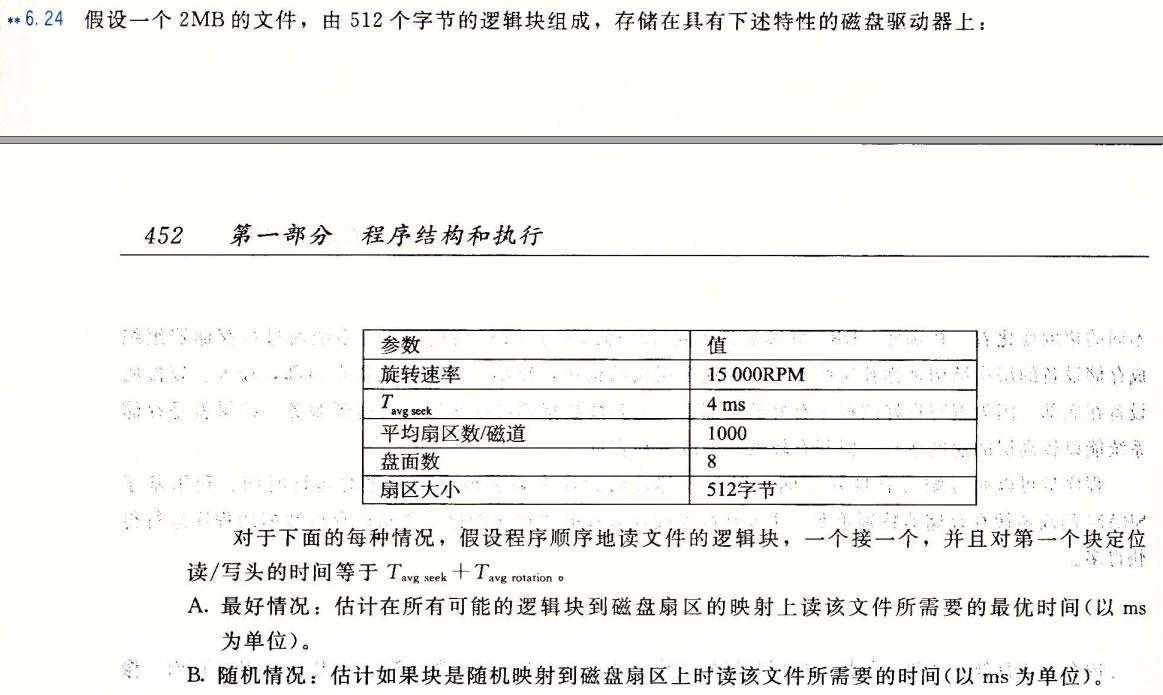 **6.24 假设一个 2MB 的文件，由 512 个字节的逻辑块组成，存储在具有下述特性的磁盘驱动器上：
452 第一部分 程序结构和执行
参数 值
旋转速率 15 000RPM
Tavg seek 4 ms
平均扇区数/磁道 1000
盘面数 8
扇区大小 512字节
对于下面的每种情况，假设程序顺序地读文件的逻辑块，一个接一个，并且对第一个块定位
读/写头的时间等于 Tavg seek＋Tavg rotation。
A. 最好情况：估计在所有可能的逻辑块到磁盘扇区的映射上读该文件所需要的最优时间(以 ms
为单位)。
B. 随机情况：估计如果块是随机映射到磁盘扇区上时读该文件所需要的时间(以 ms 为单位)。